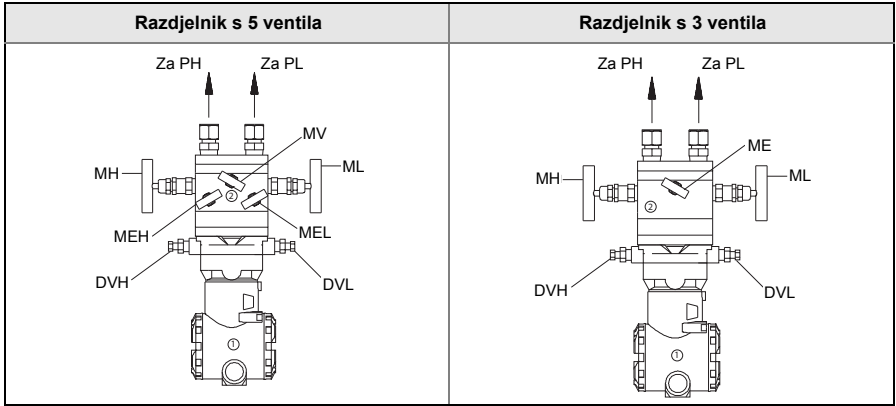 Razdjelnik s 5 ventila
Razdjelnik s 3 ventila
Za PH
Za PL
MV
MH
ML
MEH
2
MEL
DVH
DVL
1
Za PH
Za PL
ME
MH
ML
2
DVH
DVL
1